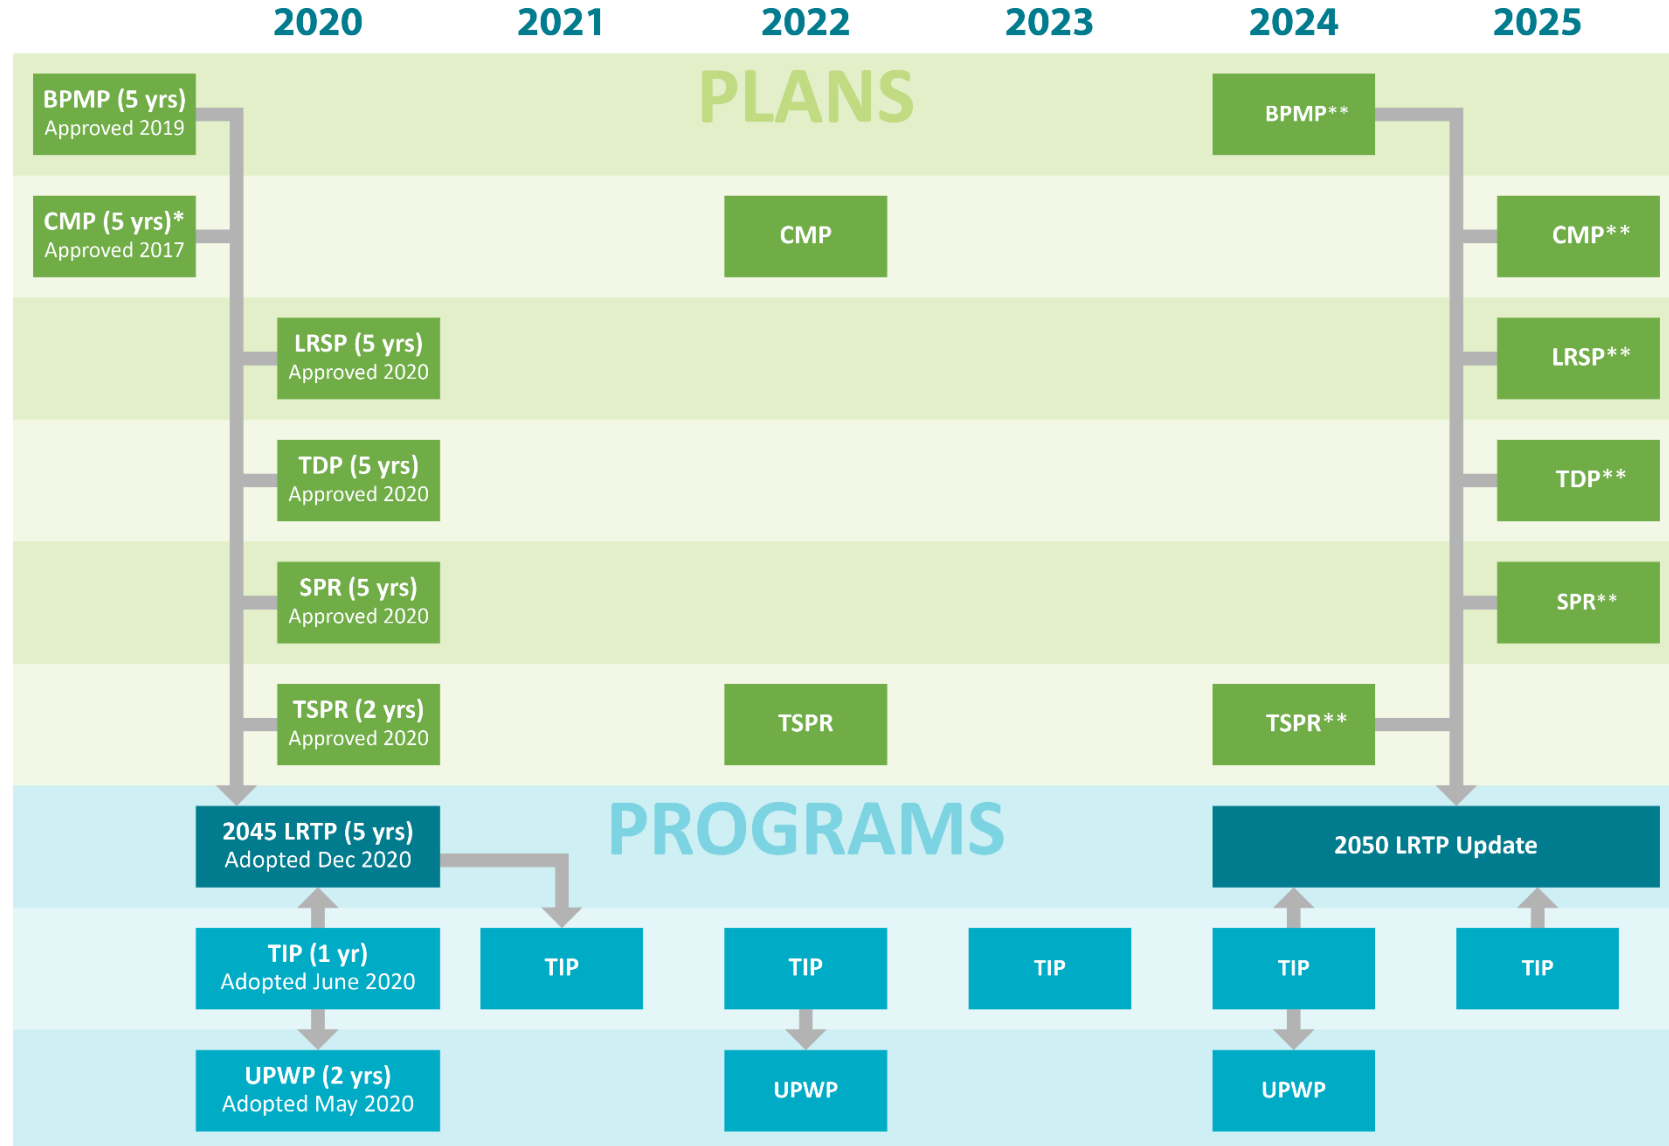 2020 2021 2022 2023 2024 2025
PLANS
BPMP (5 yrs)
Approved 2019
BPMP**
CMP (5 yrs)*
Approved 2017
CMP
CMP**
LRSP (5 yrs)
Approved 2020
LRSP**
TDP (5 yrs)
Approved 2020
TDP**
SPR (5 yrs)
Approved 2020
SPR**
TSPR (2 yrs)
Approved 2020
TSPR
TSPR**
PROGRAMS
2045 LRTP (5 yrs)
Adopted Dec 2020
2050 LRTP Update
TIP (1 yr)
Adopted June 2020
TIP
TIP
TIP
TIP
TIP
UPWP (2 yrs)
Adopted May 2020
UPWP
UPWP